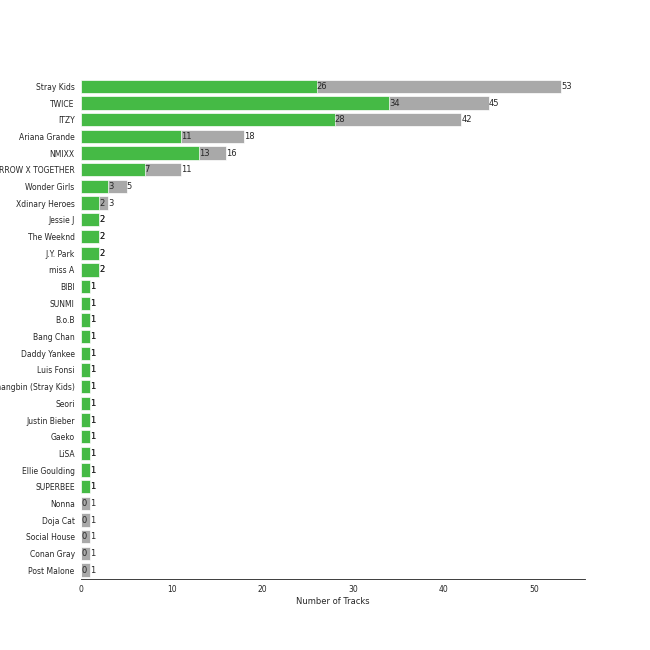 Stray Kids 26 53
TWICE 34 45
ITZY 28 42
Ariana Grande 11 18
NMIXX 13 16
RROW X TOGETHER 7 11
Wonder Girls 3 5
Xdinary Heroes 2 3
Jessie J 2
The Weeknd 2
J.Y. Park 2
miss A 2
BIBI 1
SUNMI 1
B.o.B 1
Bang Chan 1
Daddy Yankee 1
Luis Fonsi 1
angbin (Stray Kids) 1
Seori 1
Justin Bieber 1
Gaeko 1
LiSA 1
Ellie Goulding 1
SUPERBEE 1
Nonna 0 1
Doja Cat 0 1
Social House 0 1
Conan Gray 0 1
Post Malone 0 1
0 10 20 30 40 50
Number of Tracks